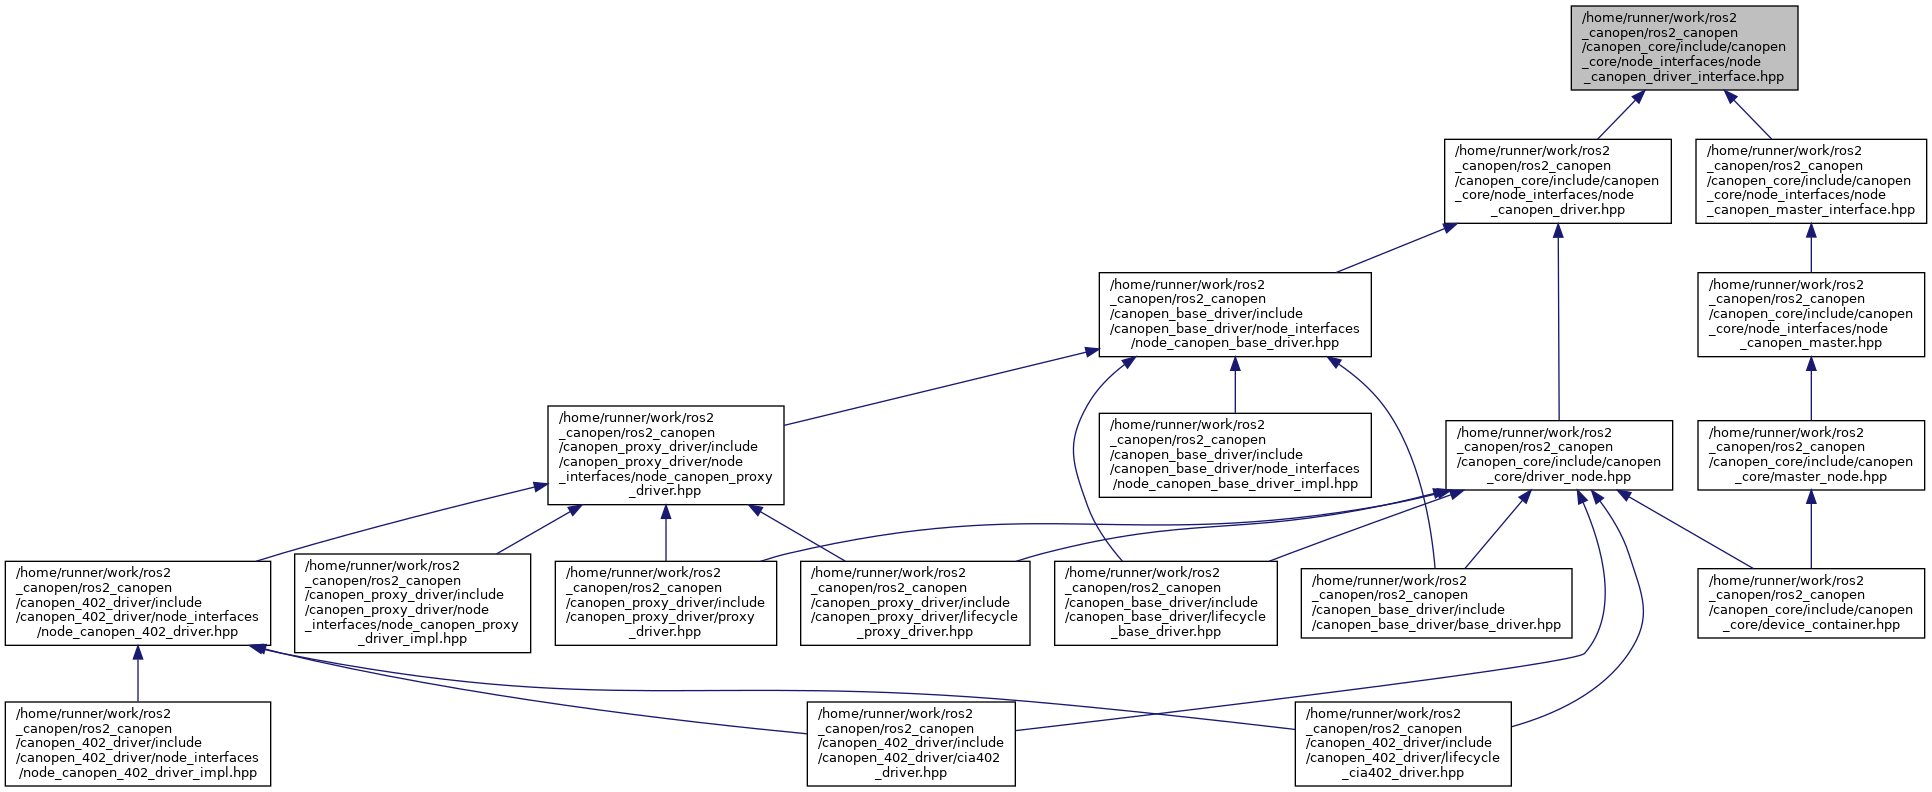 /home/runner/work/ros2
_canopen/ros2_canopen
/canopen_core/include/canopen
_core/node_interfaces/node
_canopen_driver_interface.hpp
/home/runner/work/ros2
_canopen/ros2_canopen
/canopen_core/include/canopen
_core/node_interfaces/node
_canopen_driver.hpp
/home/runner/work/ros2
_canopen/ros2_canopen
/canopen_core/include/canopen
_core/node_interfaces/node
_canopen_master_interface.hpp
/home/runner/work/ros2
_canopen/ros2_canopen
/canopen_base_driver/include
/canopen_base_driver/node_interfaces
/node_canopen_base_driver.hpp
/home/runner/work/ros2
_canopen/ros2_canopen
/canopen_core/include/canopen
_core/node_interfaces/node
_canopen_master.hpp
/home/runner/work/ros2
_canopen/ros2_canopen
/canopen_proxy_driver/include
/canopen_proxy_driver/node
_interfaces/node_canopen_proxy
_driver.hpp
/home/runner/work/ros2
_canopen/ros2_canopen
/canopen_base_driver/include
/canopen_base_driver/node_interfaces
/node_canopen_base_driver_impl.hpp
/home/runner/work/ros2
_canopen/ros2_canopen
/canopen_core/include/canopen
_core/driver_node.hpp
/home/runner/work/ros2
_canopen/ros2_canopen
/canopen_core/include/canopen
_core/master_node.hpp
/home/runner/work/ros2
_canopen/ros2_canopen
/canopen_402_driver/include
/canopen_402_driver/node_interfaces
/node_canopen_402_driver.hpp
/home/runner/work/ros2
_canopen/ros2_canopen
/canopen_proxy_driver/include
/canopen_proxy_driver/node
_interfaces/node_canopen_proxy
_driver_impl.hpp
/home/runner/work/ros2
_canopen/ros2_canopen
/canopen_proxy_driver/include
/canopen_proxy_driver/proxy
_driver.hpp
/home/runner/work/ros2
_canopen/ros2_canopen
/canopen_proxy_driver/include
/canopen_proxy_driver/lifecycle
_proxy_driver.hpp
/home/runner/work/ros2
_canopen/ros2_canopen
/canopen_base_driver/include
/canopen_base_driver/lifecycle
_base_driver.hpp
/home/runner/work/ros2
_canopen/ros2_canopen
/canopen_base_driver/include
/canopen_base_driver/base_driver.hpp
/home/runner/work/ros2
_canopen/ros2_canopen
/canopen_core/include/canopen
_core/device_container.hpp
/home/runner/work/ros2
_canopen/ros2_canopen
/canopen_402_driver/include
/canopen_402_driver/node_interfaces
/node_canopen_402_driver_impl.hpp
/home/runner/work/ros2
_canopen/ros2_canopen
/canopen_402_driver/include
/canopen_402_driver/cia402
_driver.hpp
/home/runner/work/ros2
_canopen/ros2_canopen
/canopen_402_driver/include
/canopen_402_driver/lifecycle
_cia402_driver.hpp